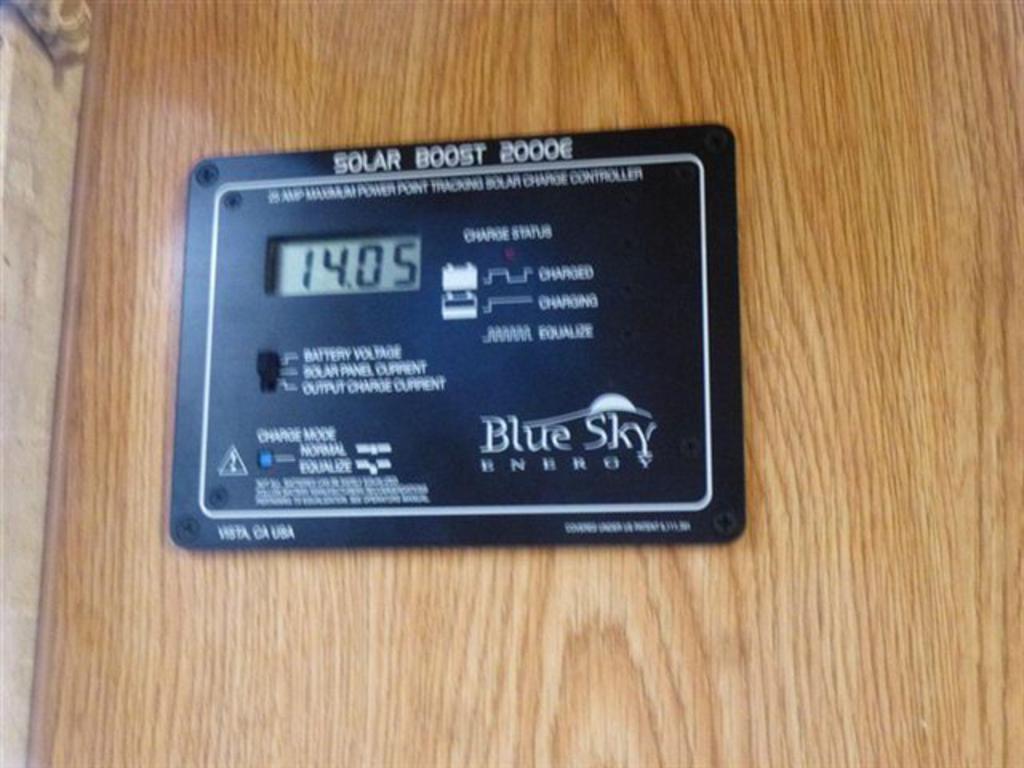 SOLAR BOOST 2000E
25 AMP MAXIMUM POWER POINT TRACKING SOLAR CHARGE CONTROLLER
14.05
CHARGE STATUS
CHARGED
CHARGING
EQUALIZE
BATTERY VOLTAGE
SOLAR PANEL CURRENT
OUTPUT CHARGE CURRENT
CHARGE MODE
NORMAL
EQUALIZE
Blue Sky
ENERGY
VISTA, CA USA
COVERED UNDER US PATENT